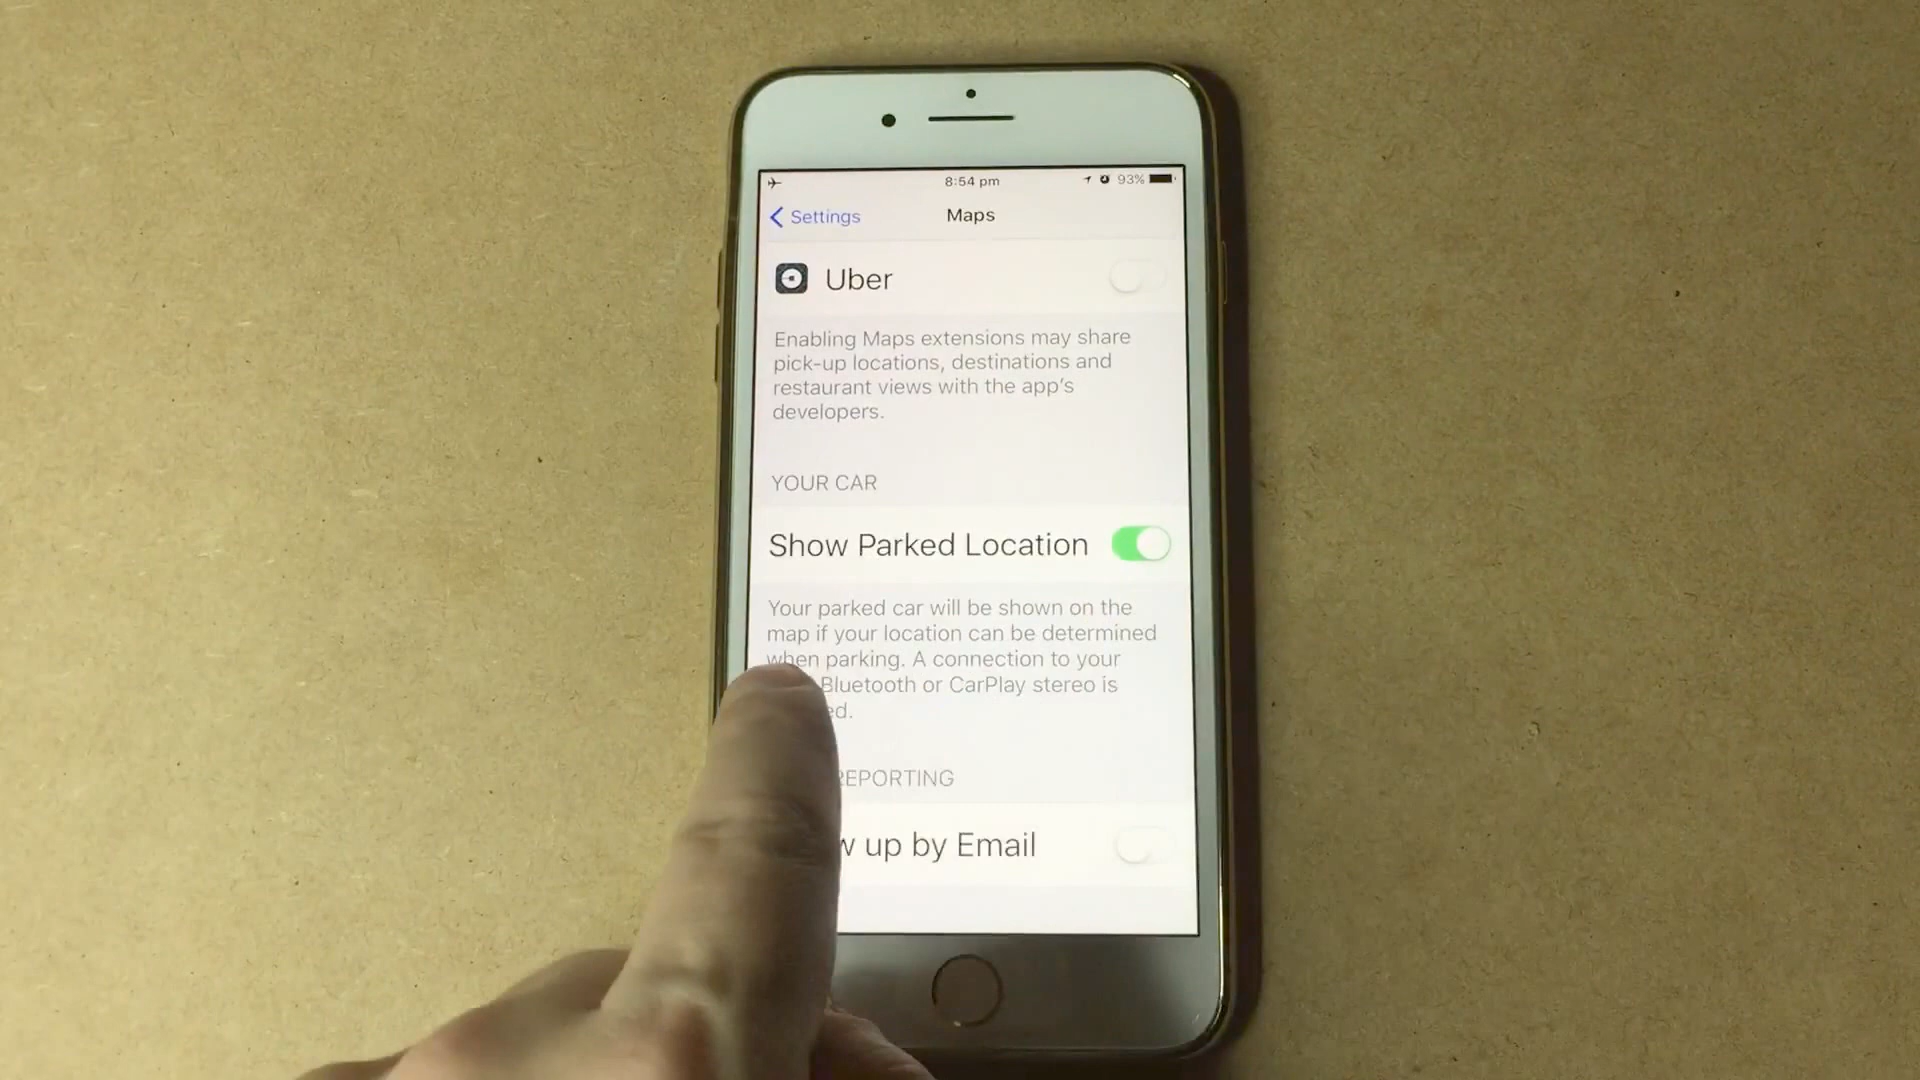 8:54 pm
93%
Settings
Maps
Uber
Enabling Maps extensions may share
pick-up locations, destinations and
restaurant views with the app's
developers.
YOUR CAR
Show Parked Location
Your parked car will be shown on the
map if your location can be determined
when parking. A connection to your
Bluetooth or CarPlay stereo is
REPORTING
up by Email